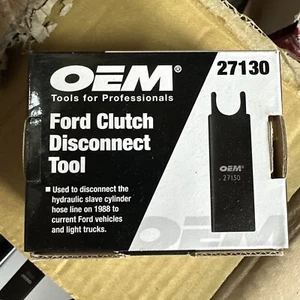 OEM® 27130
Tools for Professionals
Ford Clutch
Disconnect
Tool
■ Used to disconnect the
hydraulic slave cylinder
hose line on 1988 to
current Ford vehicles
and light trucks.
OEM
27130
OEM